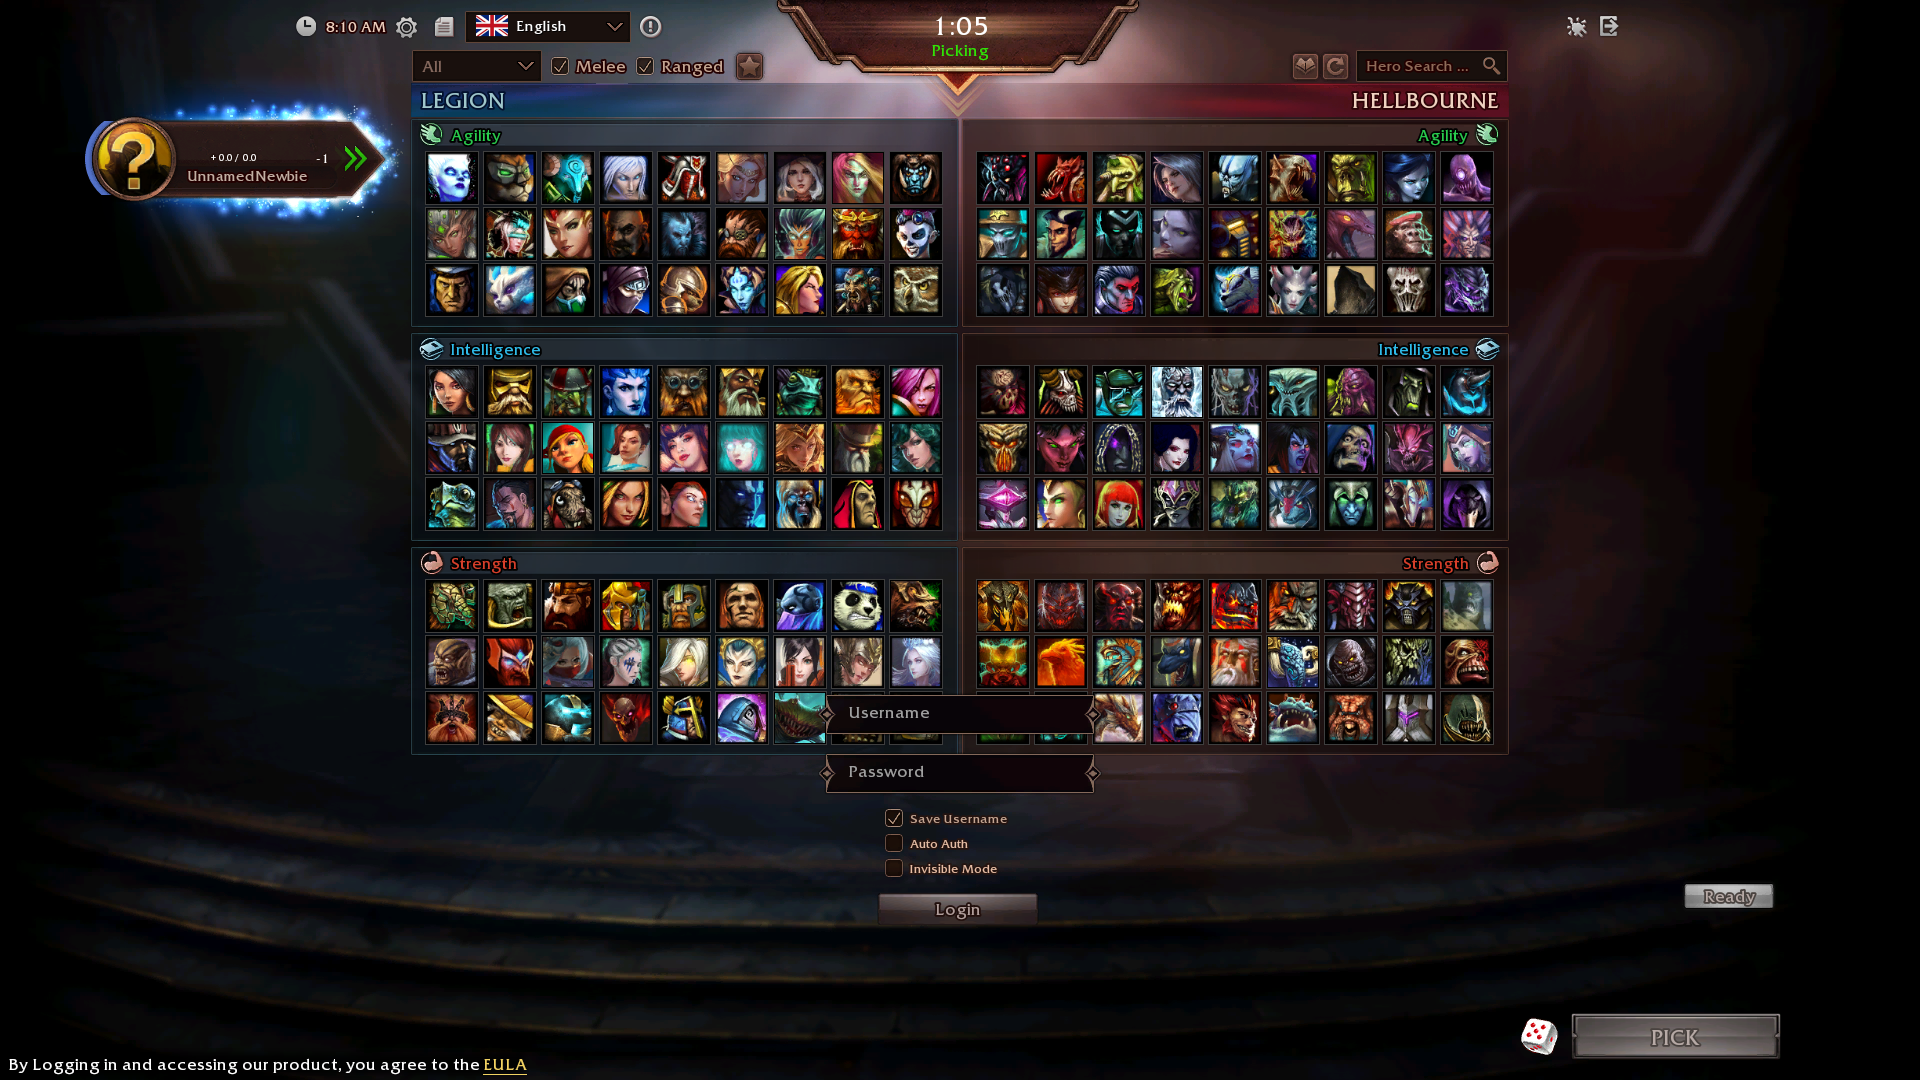 8:10 AM
English
1:05
Picking
All
Melee
Ranged
Hero Search ...
LEGION
HELLBOURNE
Agility
Agility
+0.0 / 0.0
-1
UnnamedNewbie
Intelligence
Intelligence
Strength
Strength
Username
Password
Save Username
Auto Auth
Invisible Mode
Ready
Login
PICK
By Logging in and accessing our product, you agree to the EULA